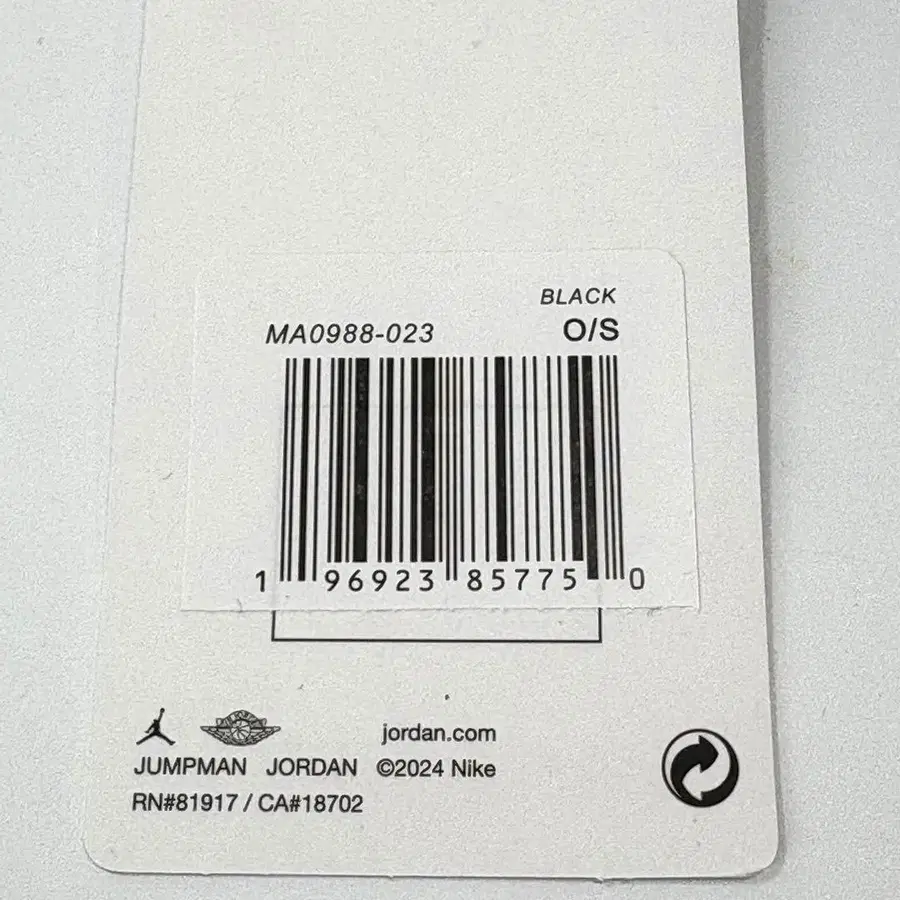 BLACK
MA0988-023 O/S
1 96923 85775 0
jordan.com
JUMPMAN JORDAN ©2024 Nike
RN#81917 / CA#18702